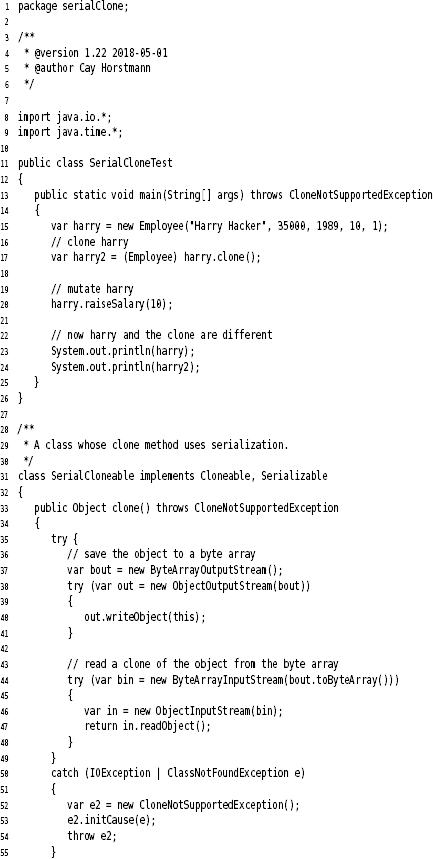 1 package serialClone;
2
3 /**
4  * @version 1.22 2018-05-01
5  * @author Cay Horstmann
6  */
7
8 import java.io.*;
9 import java.time.*;
10
11 public class SerialCloneTest
12 {
13    public static void main(String[] args) throws CloneNotSupportedException
14    {
15       var harry = new Employee("Harry Hacker", 35000, 1989, 10, 1);
16       // clone harry
17       var harry2 = (Employee) harry.clone();
18
19       // mutate harry
20       harry.raiseSalary(10);
21
22       // now harry and the clone are different
23       System.out.println(harry);
24       System.out.println(harry2);
25    }
26 }
27
28 /**
29  * A class whose clone method uses serialization.
30  */
31 class SerialCloneable implements Cloneable, Serializable
32 {
33    public Object clone() throws CloneNotSupportedException
34    {
35       try {
36          // save the object to a byte array
37          var bout = new ByteArrayOutputStream();
38          try (var out = new ObjectOutputStream(bout))
39          {
40             out.writeObject(this);
41          }
42
43          // read a clone of the object from the byte array
44          try (var bin = new ByteArrayInputStream(bout.toByteArray()))
45          {
46             var in = new ObjectInputStream(bin);
47             return in.readObject();
48          }
49       }
50       catch (IOException | ClassNotFoundException e)
51       {
52          var e2 = new CloneNotSupportedException();
53          e2.initCause(e);
54          throw e2;
55       }